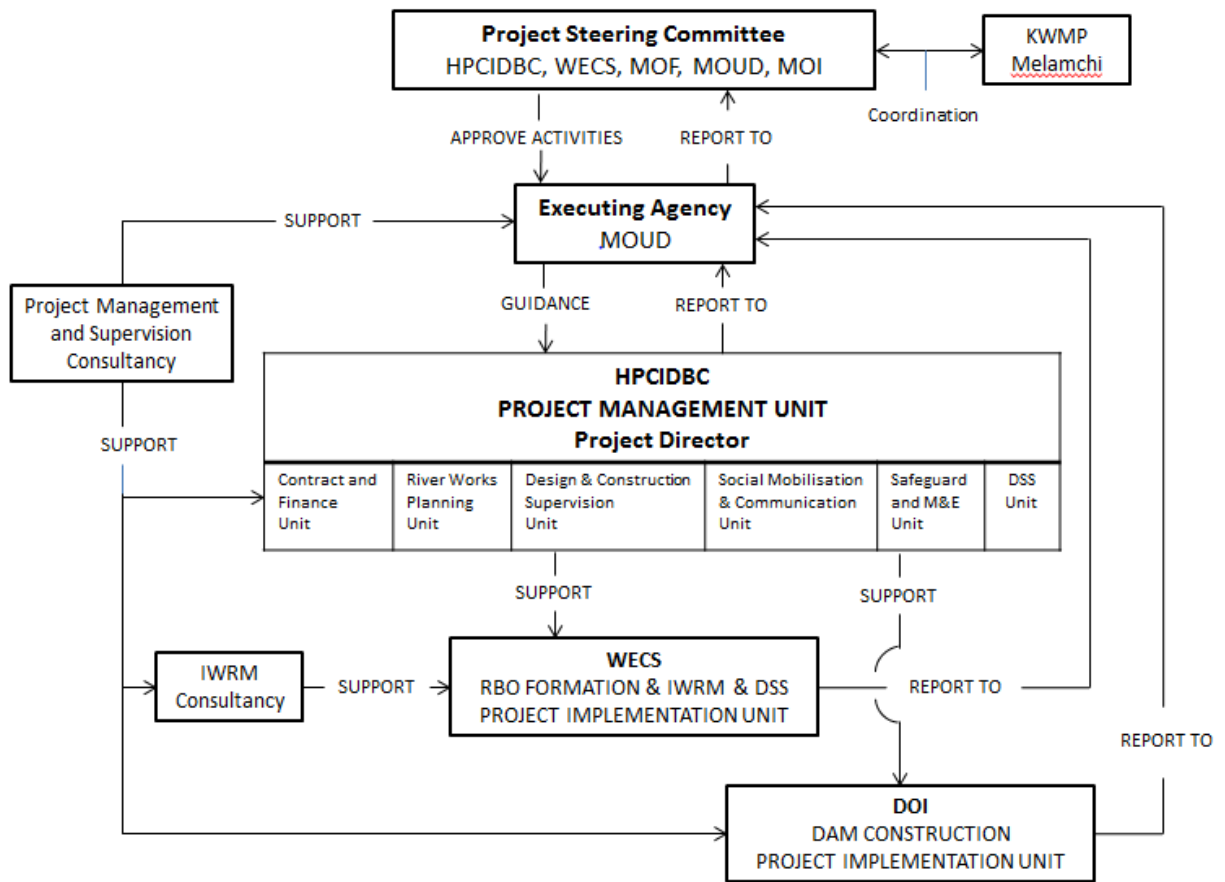 Project Steering Committee
HPCIDBC, WECS, MOF, MOUD, MOI
KWMP
Melamchi
Coordination
APPROVE ACTIVITIES
REPORT TO
Executing Agency
MOUD
SUPPORT
Project Management
and Supervision
Consultancy
GUIDANCE
REPORT TO
SUPPORT
HPCIDBC
PROJECT MANAGEMENT UNIT
Project Director
Contract and
Finance
Unit
River Works
Planning
Unit
Design & Construction
Supervision
Unit
Social Mobilisation
& Communication
Unit
Safeguard
and M&E
Unit
DSS
Unit
SUPPORT
SUPPORT
IWRM
Consultancy
SUPPORT
WECS
RBO FORMATION & IWRM & DSS
PROJECT IMPLEMENTATION UNIT
REPORT TO
REPORT TO
DOI
DAM CONSTRUCTION
PROJECT IMPLEMENTATION UNIT